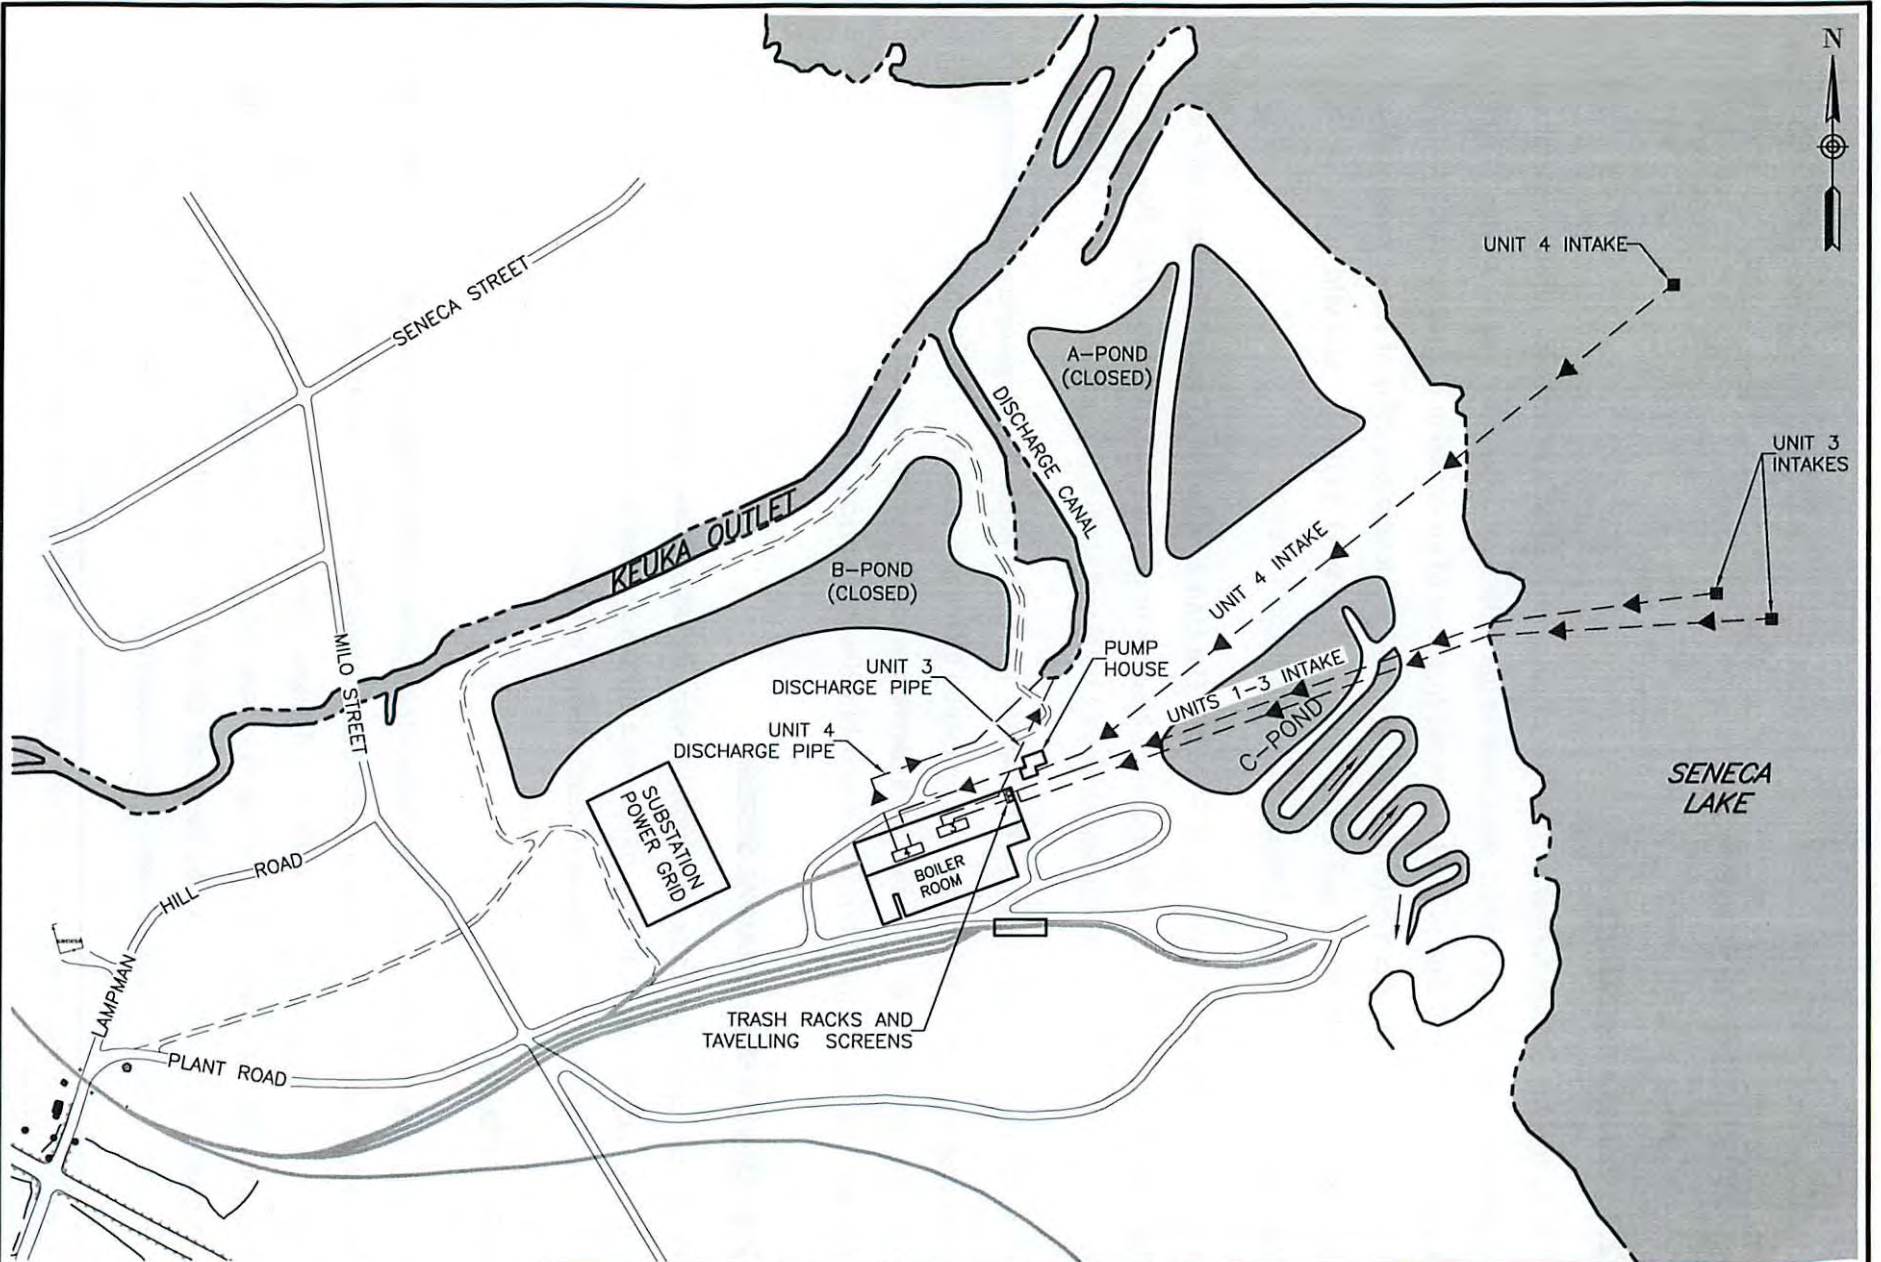 N
UNIT 4 INTAKE
SENECA STREET
A-POND
(CLOSED)
DISCHARGE CANAL
UNIT 3
INTAKES
KEUKA OUTLET
B-POND
(CLOSED)
UNIT 4 INTAKE
MILO STREET
PUMP
HOUSE
UNIT 3
DISCHARGE PIPE
UNITS 1-3 INTAKE
UNIT 4
DISCHARGE PIPE
C-POND
SENECA
LAKE
SUBSTATION
POWER GRID
3
4
BOILER
ROOM
HILL ROAD
LAMPMAN
TRASH RACKS AND
TAVELLING SCREENS
PLANT ROAD